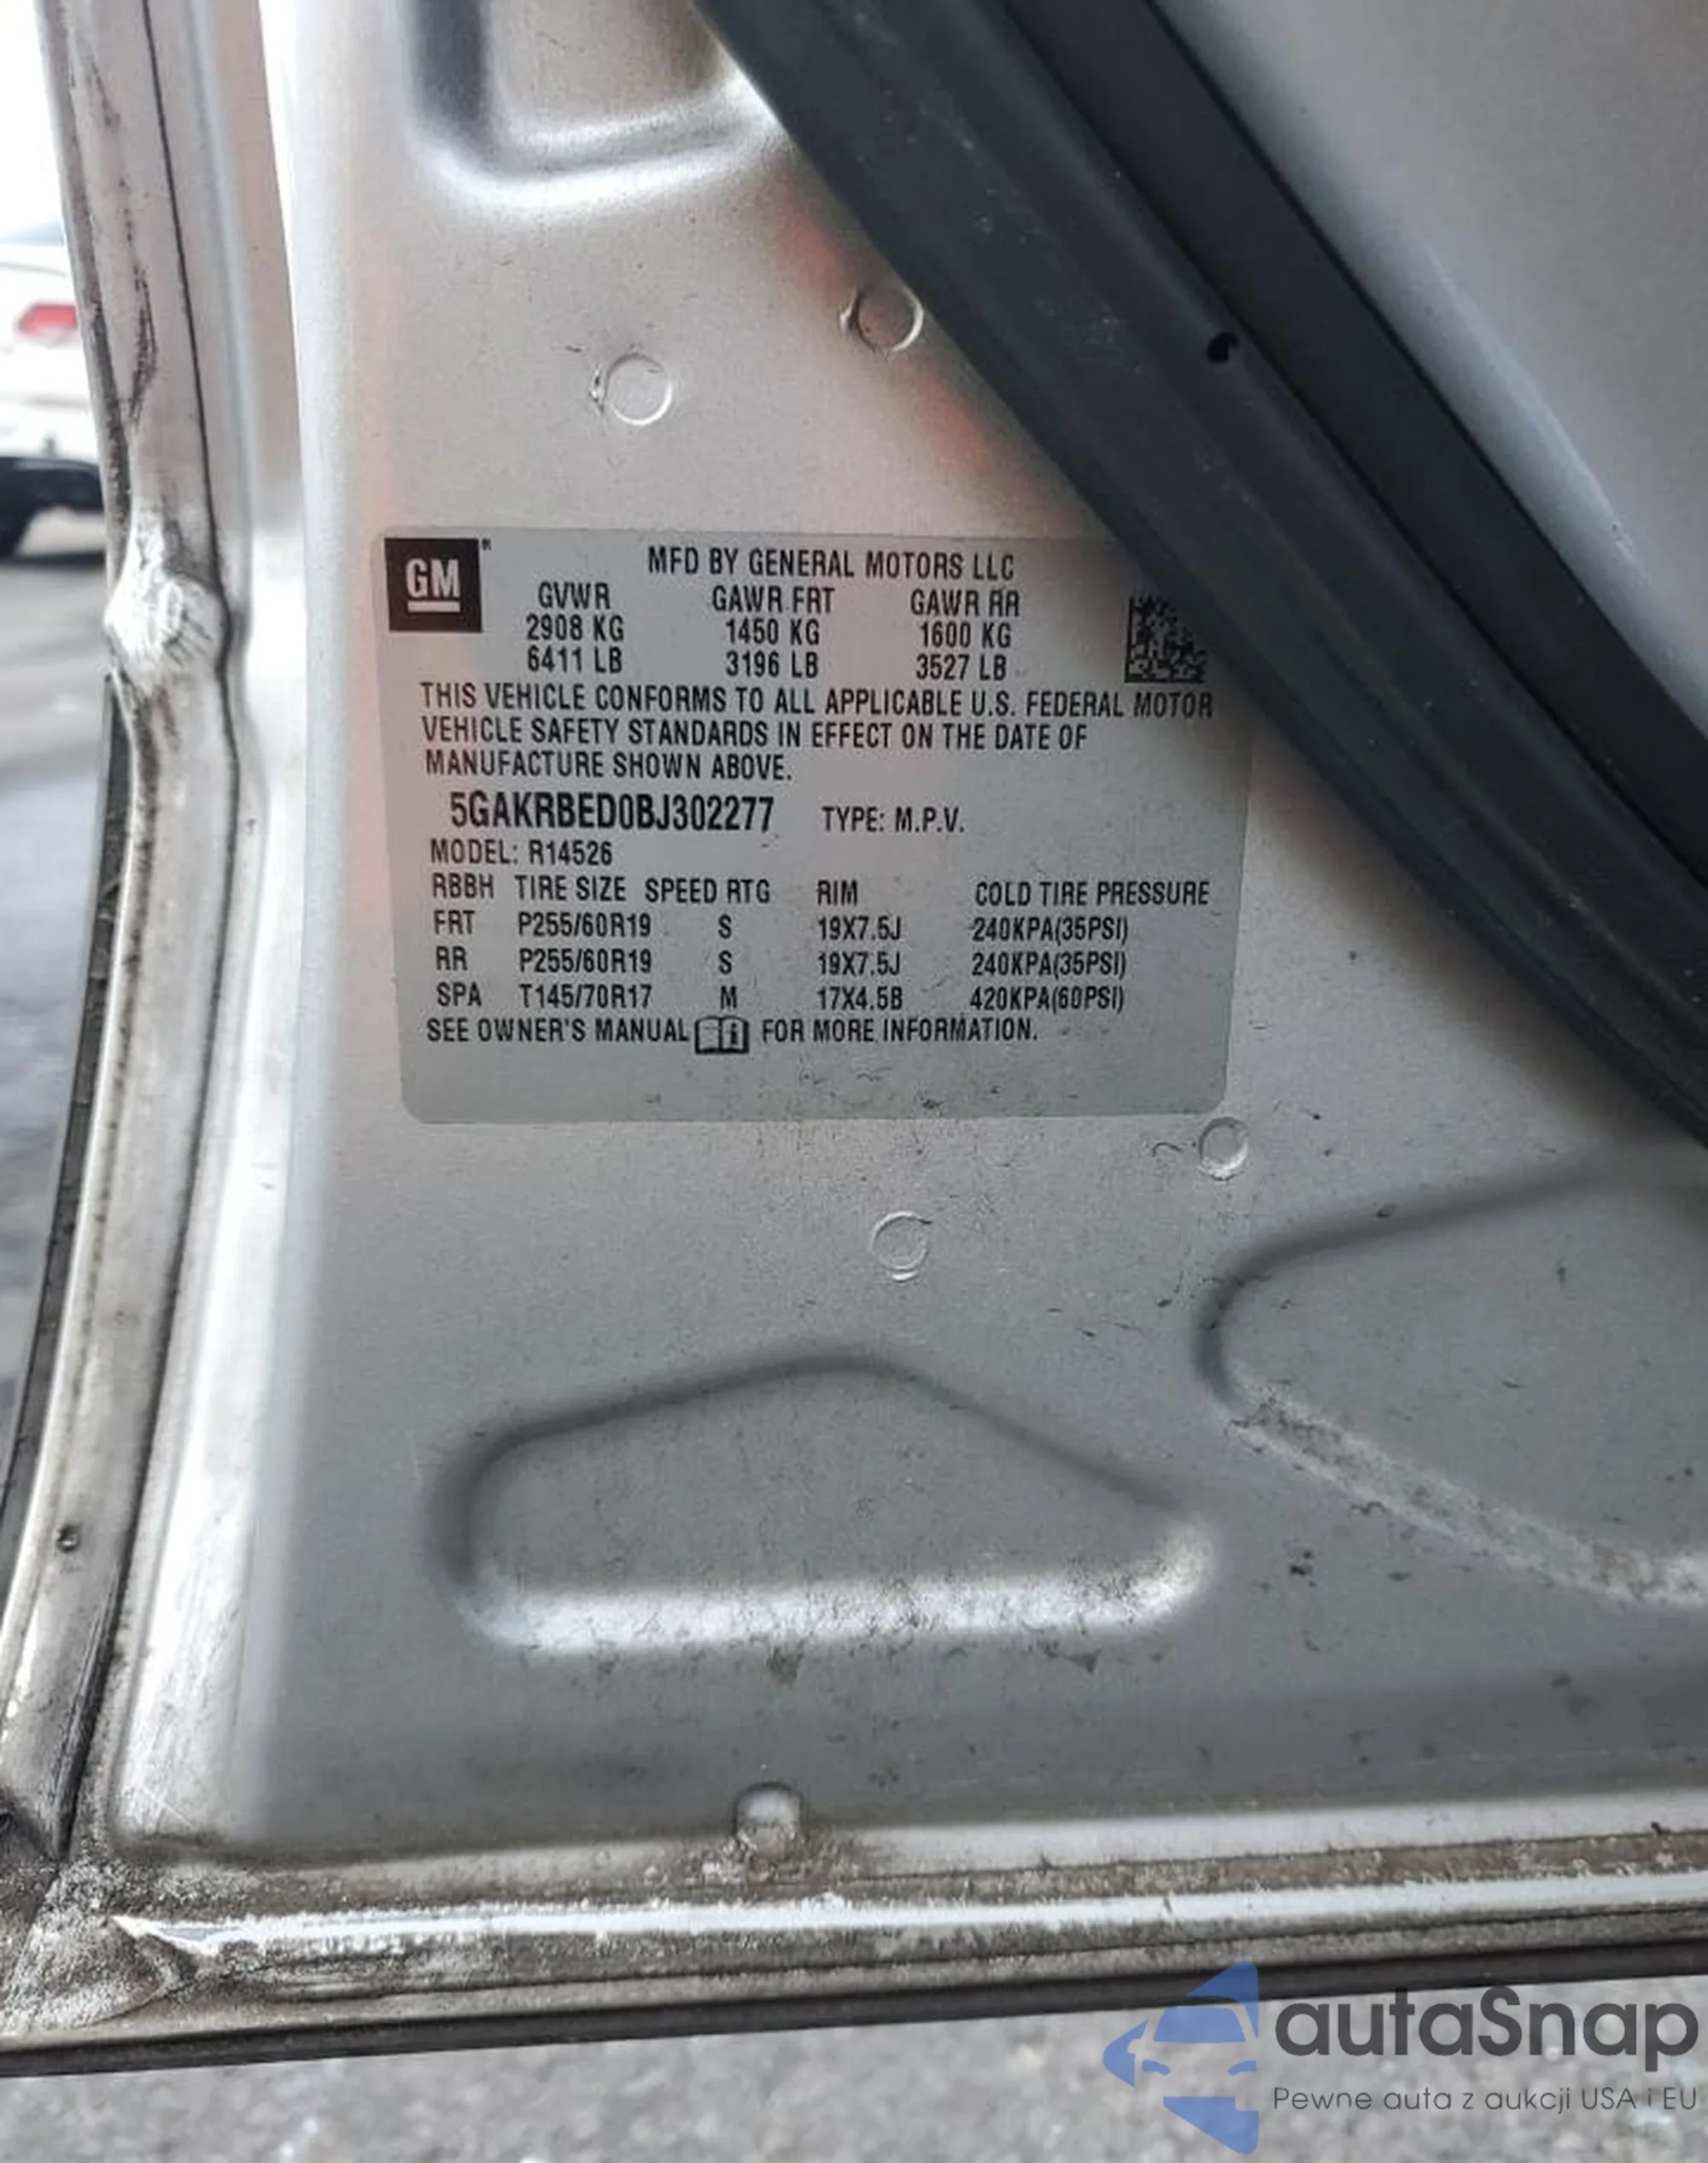 GM®
MFD BY GENERAL MOTORS LLC
GVWR GAWR FRT GAWR RR
2908 KG 1450 KG 1600 KG
6411 LB 3196 LB 3527 LB
THIS VEHICLE CONFORMS TO ALL APPLICABLE U.S. FEDERAL MOTOR
VEHICLE SAFETY STANDARDS IN EFFECT ON THE DATE OF
MANUFACTURE SHOWN ABOVE.
5GAKRBED0BJ302277 TYPE: M.P.V.
MODEL: R14526
RBBH TIRE SIZE SPEED RTG RIM COLD TIRE PRESSURE
FRT P255/60R19 S 19X7.5J 240KPA(35PSI)
RR P255/60R19 S 19X7.5J 240KPA(35PSI)
SPA T145/70R17 M 17X4.5B 420KPA(60PSI)
SEE OWNER'S MANUAL FOR MORE INFORMATION.
autaSnap
Pewne auta z aukcji USA i EU